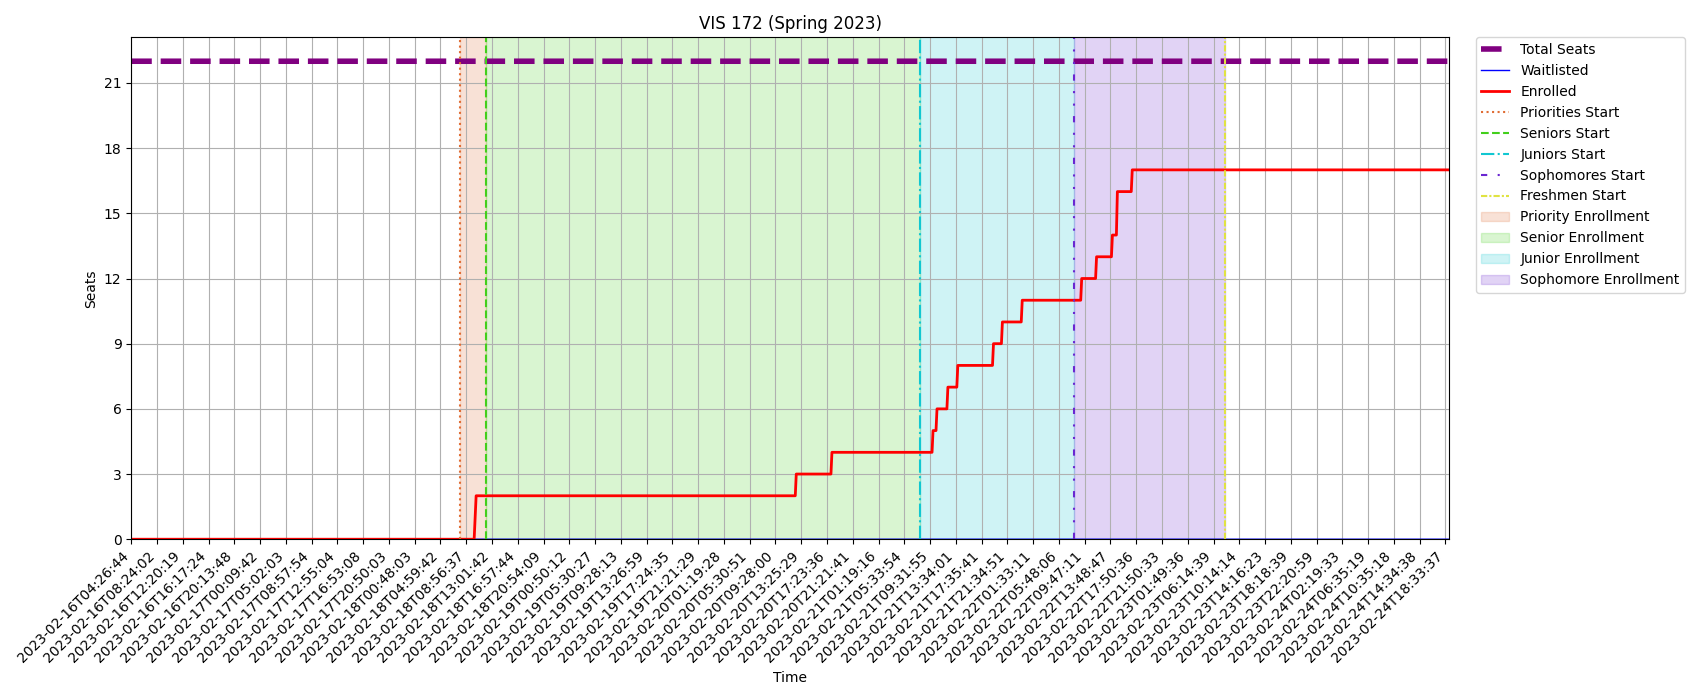 VIS 172 (Spring 2023)
Seats
21
18
15
12
9
6
3
0
2023-02-16T04:26:44
2023-02-16T08:24:02
2023-02-16T12:20:19
2023-02-16T16:17:24
2023-02-16T20:13:48
2023-02-17T00:09:42
2023-02-17T05:02:03
2023-02-17T08:57:54
2023-02-17T12:55:04
2023-02-17T16:53:08
2023-02-17T20:50:03
2023-02-18T00:48:03
2023-02-18T04:59:42
2023-02-18T08:56:37
2023-02-18T13:01:42
2023-02-18T16:57:44
2023-02-18T20:54:09
2023-02-19T00:50:12
2023-02-19T05:30:27
2023-02-19T09:28:13
2023-02-19T13:26:59
2023-02-19T17:24:35
2023-02-19T21:21:29
2023-02-20T01:19:28
2023-02-20T05:30:51
2023-02-20T09:28:00
2023-02-20T13:25:29
2023-02-20T17:23:36
2023-02-20T21:21:41
2023-02-21T01:19:16
2023-02-21T05:33:54
2023-02-21T09:31:55
2023-02-21T13:34:01
2023-02-21T17:35:41
2023-02-21T21:34:51
2023-02-22T01:33:11
2023-02-22T05:48:06
2023-02-22T09:47:11
2023-02-22T13:48:47
2023-02-22T17:50:36
2023-02-22T21:50:33
2023-02-23T01:49:36
2023-02-23T06:14:39
2023-02-23T10:14:14
2023-02-23T14:16:23
2023-02-23T18:18:39
2023-02-23T22:20:59
2023-02-24T02:19:33
2023-02-24T06:35:19
2023-02-24T10:35:18
2023-02-24T14:34:38
2023-02-24T18:33:37
Time
Total Seats
Waitlisted
Enrolled
Priorities Start
Seniors Start
Juniors Start
Sophomores Start
Freshmen Start
Priority Enrollment
Senior Enrollment
Junior Enrollment
Sophomore Enrollment